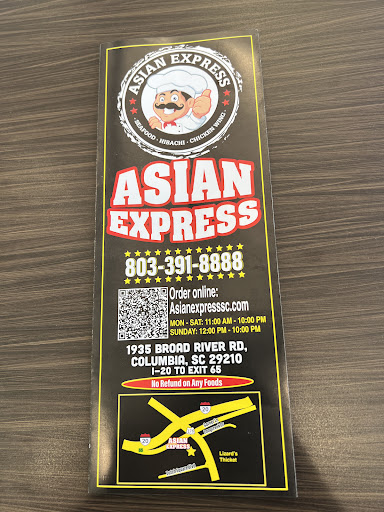 ASIAN EXPRESS
SEAFOOD · HIBACHI · CHICKEN WING
ASIAN
EXPRESS
803-391-8888
Order online:
Asianexpresssc.com
MON - SAT: 11:00 AM - 10:00 PM
SUNDAY: 12:00 PM - 10:00 PM
1935 BROAD RIVER RD,
COLUMBIA, SC 29210
I-20 TO EXIT 65
No Refund on Any Foods
20
20
ASIAN
EXPRESS
Lizard's
Thicket